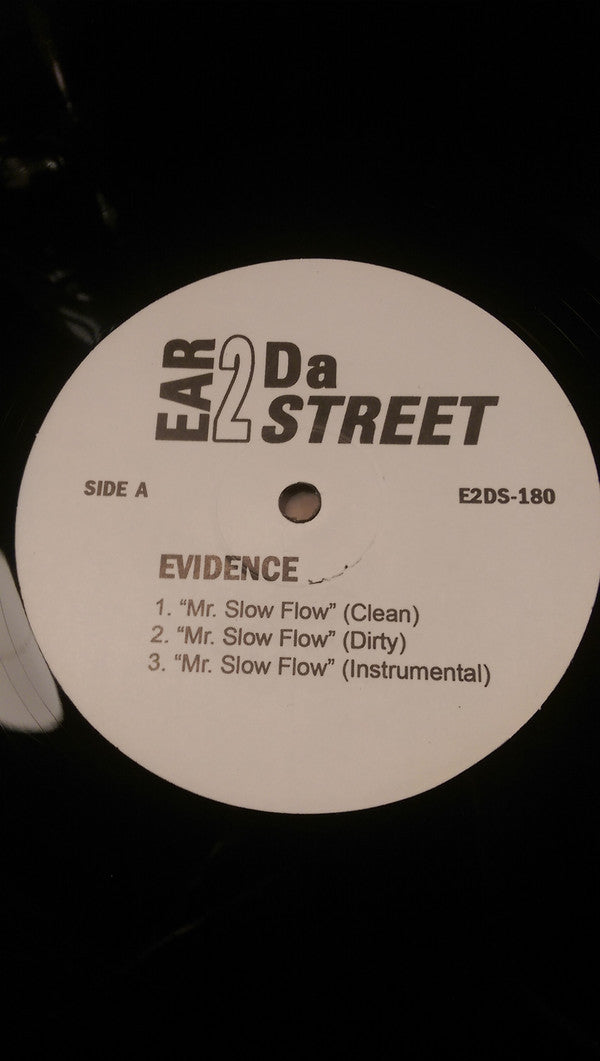 EAR 2 Da
STREET
SIDE A
E2DS-180
EVIDENCE
1. “Mr. Slow Flow” (Clean)
2. “Mr. Slow Flow” (Dirty)
3. “Mr. Slow Flow” (Instrumental)